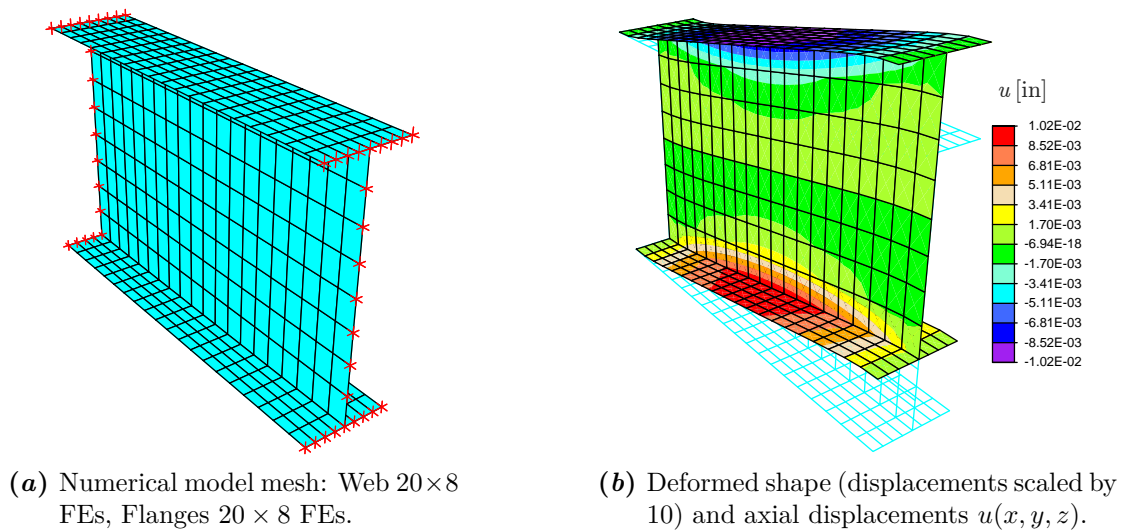 u [in]
1.02E-02
8.52E-03
6.81E-03
5.11E-03
3.41E-03
1.70E-03
-6.94E-18
-1.70E-03
-3.41E-03
-5.11E-03
-6.81E-03
-8.52E-03
-1.02E-02
(a) Numerical model mesh: Web 20×8
FEs, Flanges 20 × 8 FEs.
(b) Deformed shape (displacements scaled by
10) and axial displacements u(x, y, z).